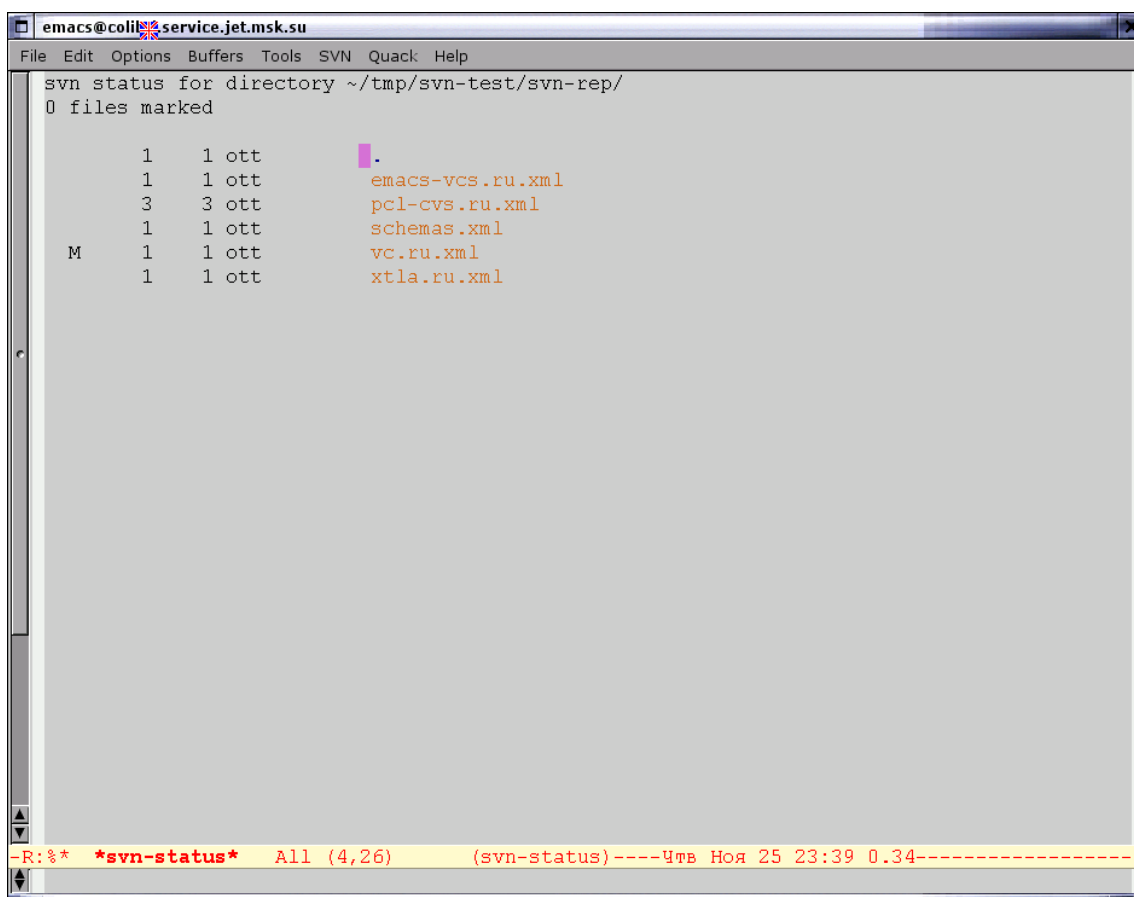 emacs@colib.service.jet.msk.su
File Edit Options Buffers Tools SVN Quack Help
svn status for directory ~/tmp/svn-test/svn-rep/
0 files marked
1 1 ott .
1 1 ott emacs-vcs.ru.xml
3 3 ott pcl-cvs.ru.xml
1 1 ott schemas.xml
M 1 1 ott vc.ru.xml
1 1 ott xtla.ru.xml
-R:%* *svn-status* All (4,26) (svn-status)----Чтв Ноя 25 23:39 0.34------------------